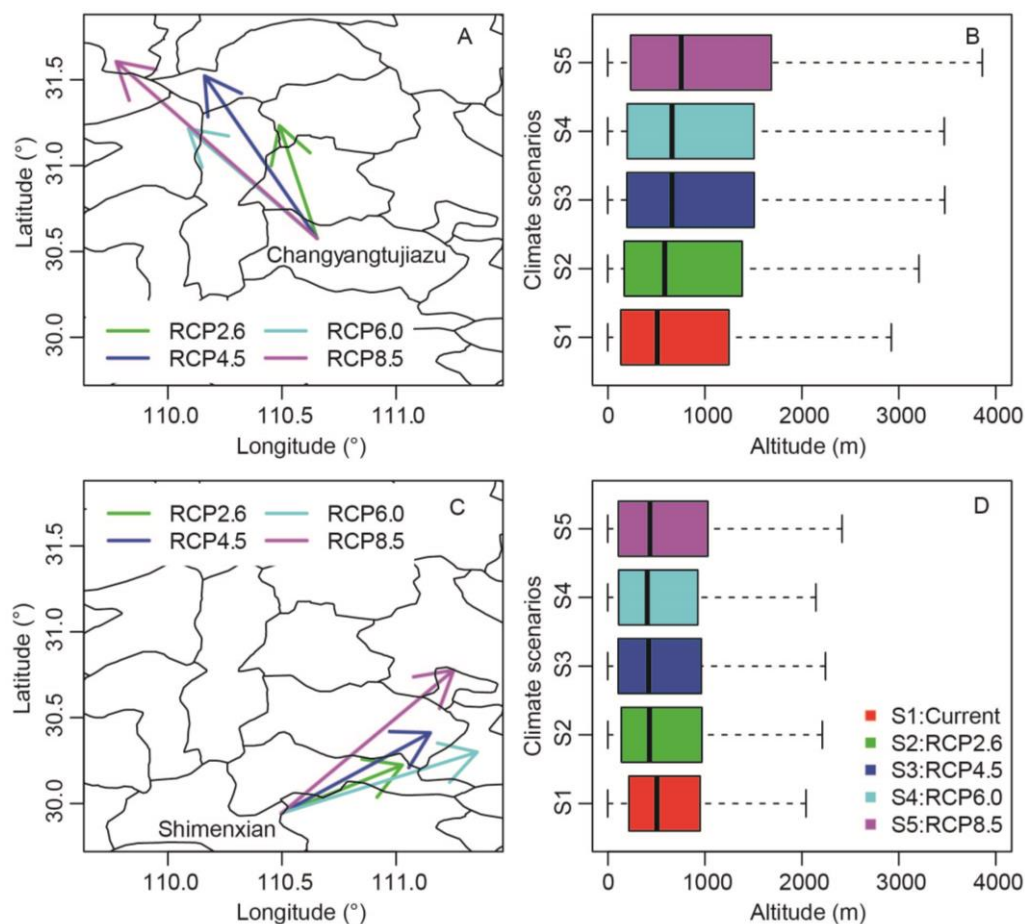 A
31.5
31.0
30.5
30.0
Latitude (°)
Changyangtujiazu
RCP2.6 RCP6.0
RCP4.5 RCP8.5
110.0 110.5 111.0
Longitude (°)
B
S5
S4
S3
S2
S1
Climate scenarios
0 1000 2000 3000 4000
Altitude (m)
C
RCP2.6 RCP6.0
RCP4.5 RCP8.5
31.5
31.0
30.5
30.0
Latitude (°)
Shimenxian
110.0 110.5 111.0
Longitude (°)
D
S5
S4
S3
S2
S1
Climate scenarios
S1:Current
S2:RCP2.6
S3:RCP4.5
S4:RCP6.0
S5:RCP8.5
0 1000 2000 3000 4000
Altitude (m)